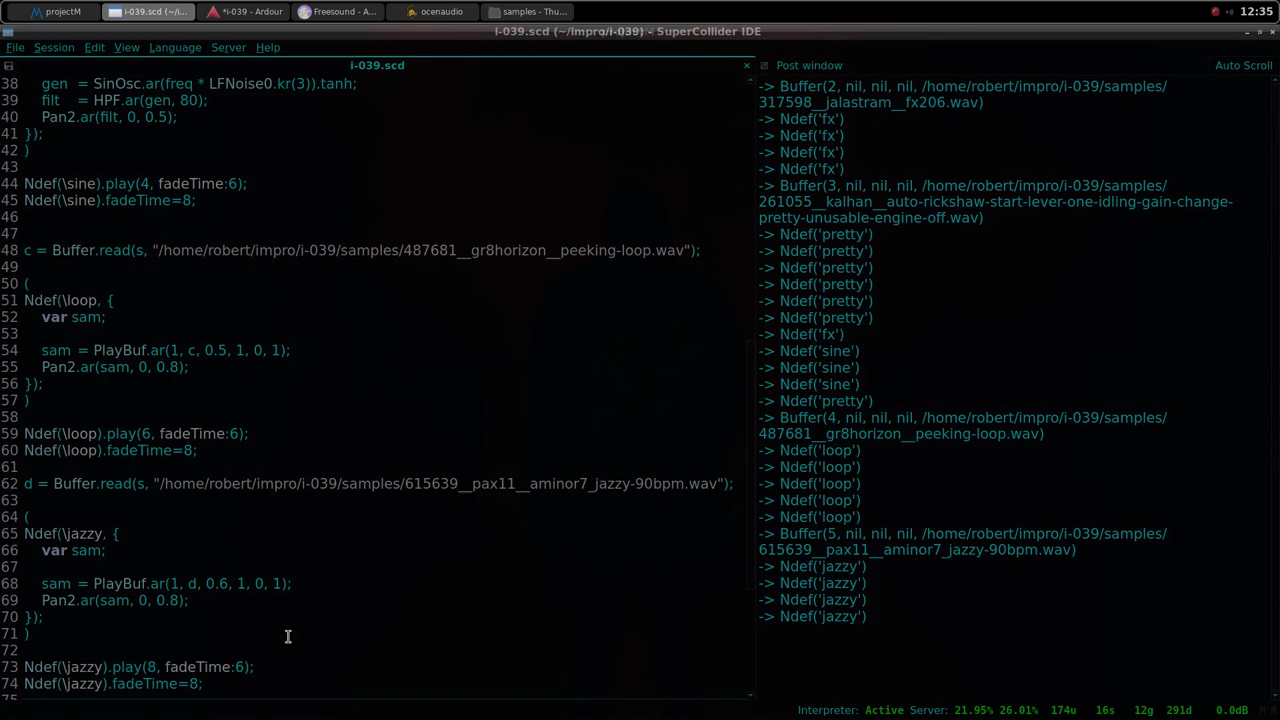 projectM
i-039.scd (~/i...
*i-039 - Ardour
Freesound - A...
ocenaudio
samples - Thu...
12:35
SuperCollider IDE
File Session Edit View Language Server Help
i-039.scd
Post window
Auto Scroll
38 gen = SinOsc.ar(freq * LFNoise0.kr(3)).tanh;
39 filt = HPF.ar(gen, 80);
40 Pan2.ar(filt, 0, 0.5);
41 });
42 )
43
44 Ndef(\sine).play(4, fadeTime:6);
45 Ndef(\sine).fadeTime=8;
46
47
48 c = Buffer.read(s, "/home/robert/impro/i-039/samples/487681__gr8horizon__peeking-loop.wav");
49
50 (
51 Ndef(\loop, {
52 var sam;
53
54 sam = PlayBuf.ar(1, c, 0.5, 1, 0, 1);
55 Pan2.ar(sam, 0, 0.8);
56 });
57 )
58
59 Ndef(\loop).play(6, fadeTime:6);
60 Ndef(\loop).fadeTime=8;
61
62 d = Buffer.read(s, "/home/robert/impro/i-039/samples/615639__pax11__aminor7_jazzy-90bpm.wav");
63
64 (
65 Ndef(\jazzy, {
66 var sam;
67
68 sam = PlayBuf.ar(1, d, 0.6, 1, 0, 1);
69 Pan2.ar(sam, 0, 0.8);
70 });
71 )
72
73 Ndef(\jazzy).play(8, fadeTime:6);
74 Ndef(\jazzy).fadeTime=8;
75
-> Buffer(2, nil, nil, nil, /home/robert/impro/i-039/samples/
317598__jalastram__fx206.wav)
-> Ndef('fx')
-> Ndef('fx')
-> Ndef('fx')
-> Ndef('fx')
-> Buffer(3, nil, nil, nil, /home/robert/impro/i-039/samples/
261055__kalhan__auto-rickshaw-start-lever-one-idling-gain-change-
pretty-unusable-engine-off.wav)
-> Ndef('pretty')
-> Ndef('pretty')
-> Ndef('pretty')
-> Ndef('pretty')
-> Ndef('pretty')
-> Ndef('pretty')
-> Ndef('fx')
-> Ndef('sine')
-> Ndef('sine')
-> Ndef('sine')
-> Ndef('pretty')
-> Buffer(4, nil, nil, nil, /home/robert/impro/i-039/samples/
487681__gr8horizon__peeking-loop.wav)
-> Ndef('loop')
-> Ndef('loop')
-> Ndef('loop')
-> Ndef('loop')
-> Ndef('loop')
-> Buffer(5, nil, nil, nil, /home/robert/impro/i-039/samples/
615639__pax11__aminor7_jazzy-90bpm.wav)
-> Ndef('jazzy')
-> Ndef('jazzy')
-> Ndef('jazzy')
-> Ndef('jazzy')
Interpreter: Active Server: 21.95% 26.01% 174u 16s 12g 291d 0.0dB